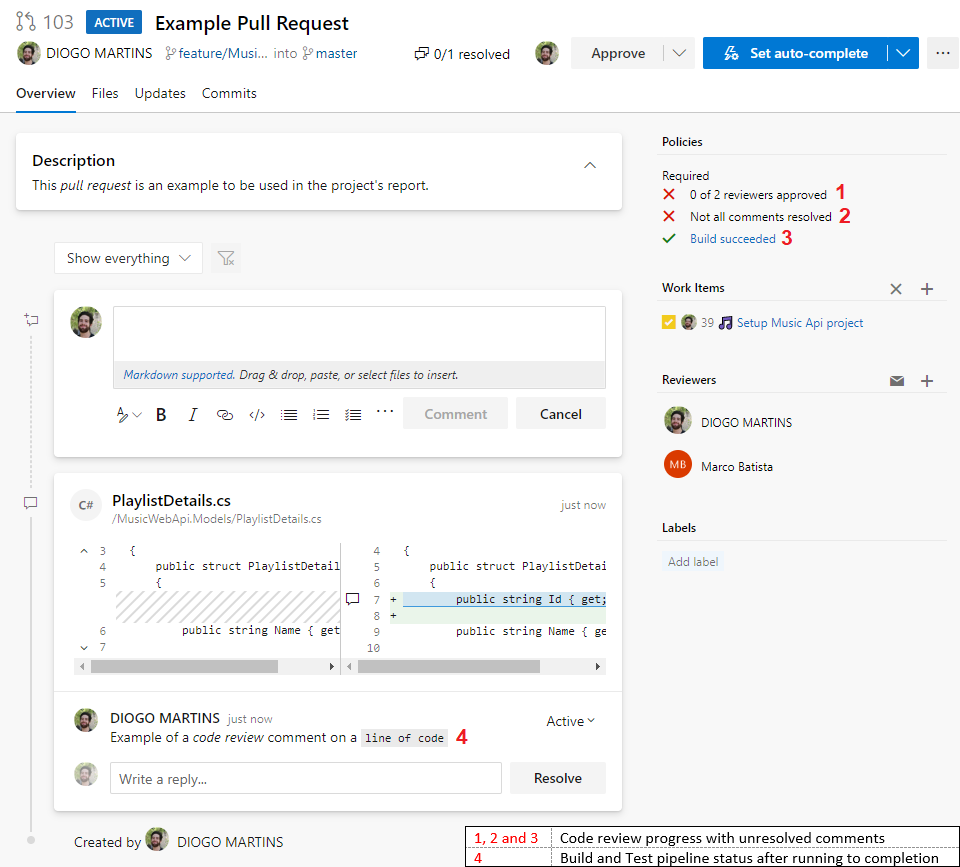 103 ACTIVE Example Pull Request
DIOGO MARTINS feature/Musi... into master
0/1 resolved
Approve
Set auto-complete
...
Overview Files Updates Commits
Description
This pull request is an example to be used in the project's report.
Show everything
Markdown supported. Drag & drop, paste, or select files to insert.
B I </> ... Comment Cancel
C# PlaylistDetails.cs just now
/MusicWebApi.Models/PlaylistDetails.cs
3 {
4 public struct PlaylistDetail
5 {
6 public string Name { get
7
4 {
5 public struct PlaylistDetai
6 {
7 + public string Id { get;
8 +
9 public string Name { ge
10
DIOGO MARTINS just now Active
Example of a code review comment on a line of code 4
Write a reply... Resolve
Created by DIOGO MARTINS
Policies
Required
0 of 2 reviewers approved 1
Not all comments resolved 2
Build succeeded 3
Work Items
39 Setup Music Api project
Reviewers
DIOGO MARTINS
MB Marco Batista
Labels
Add label
1, 2 and 3 Code review progress with unresolved comments
4 Build and Test pipeline status after running to completion